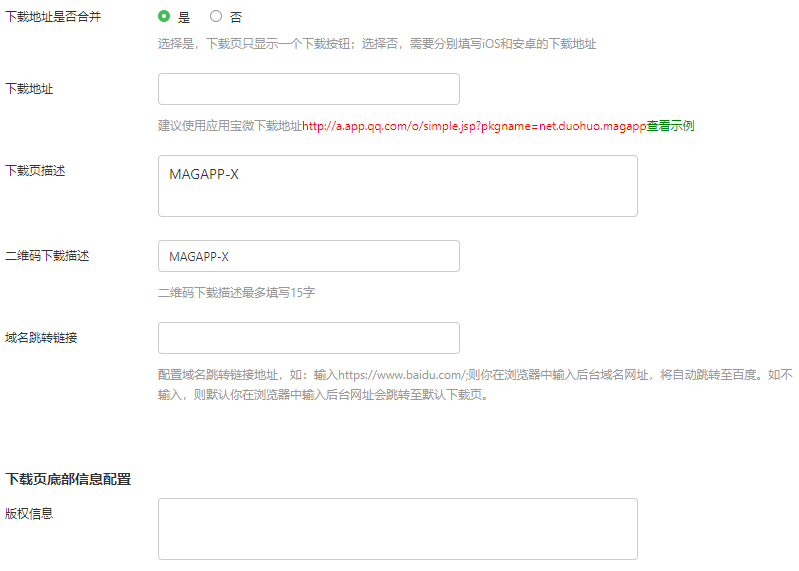 下载地址是否合并
是 否
选择是，下载页只显示一个下载按钮；选择否，需要分别填写iOS和安卓的下载地址
下载地址
建议使用应用宝微下载地址http://a.app.qq.com/o/simple.jsp?pkgname=net.duohuo.magapp查看示例
下载页描述
MAGAPP-X
二维码下载描述
MAGAPP-X
二维码下载描述最多填写15字
域名跳转链接
配置域名跳转链接地址，如：输入https://www.baidu.com/;则你在浏览器中输入后台域名网址，将自动跳转至百度。如不
输入，则默认你在浏览器中输入后台网址会跳转至默认下载页。
下载页底部信息配置
版权信息